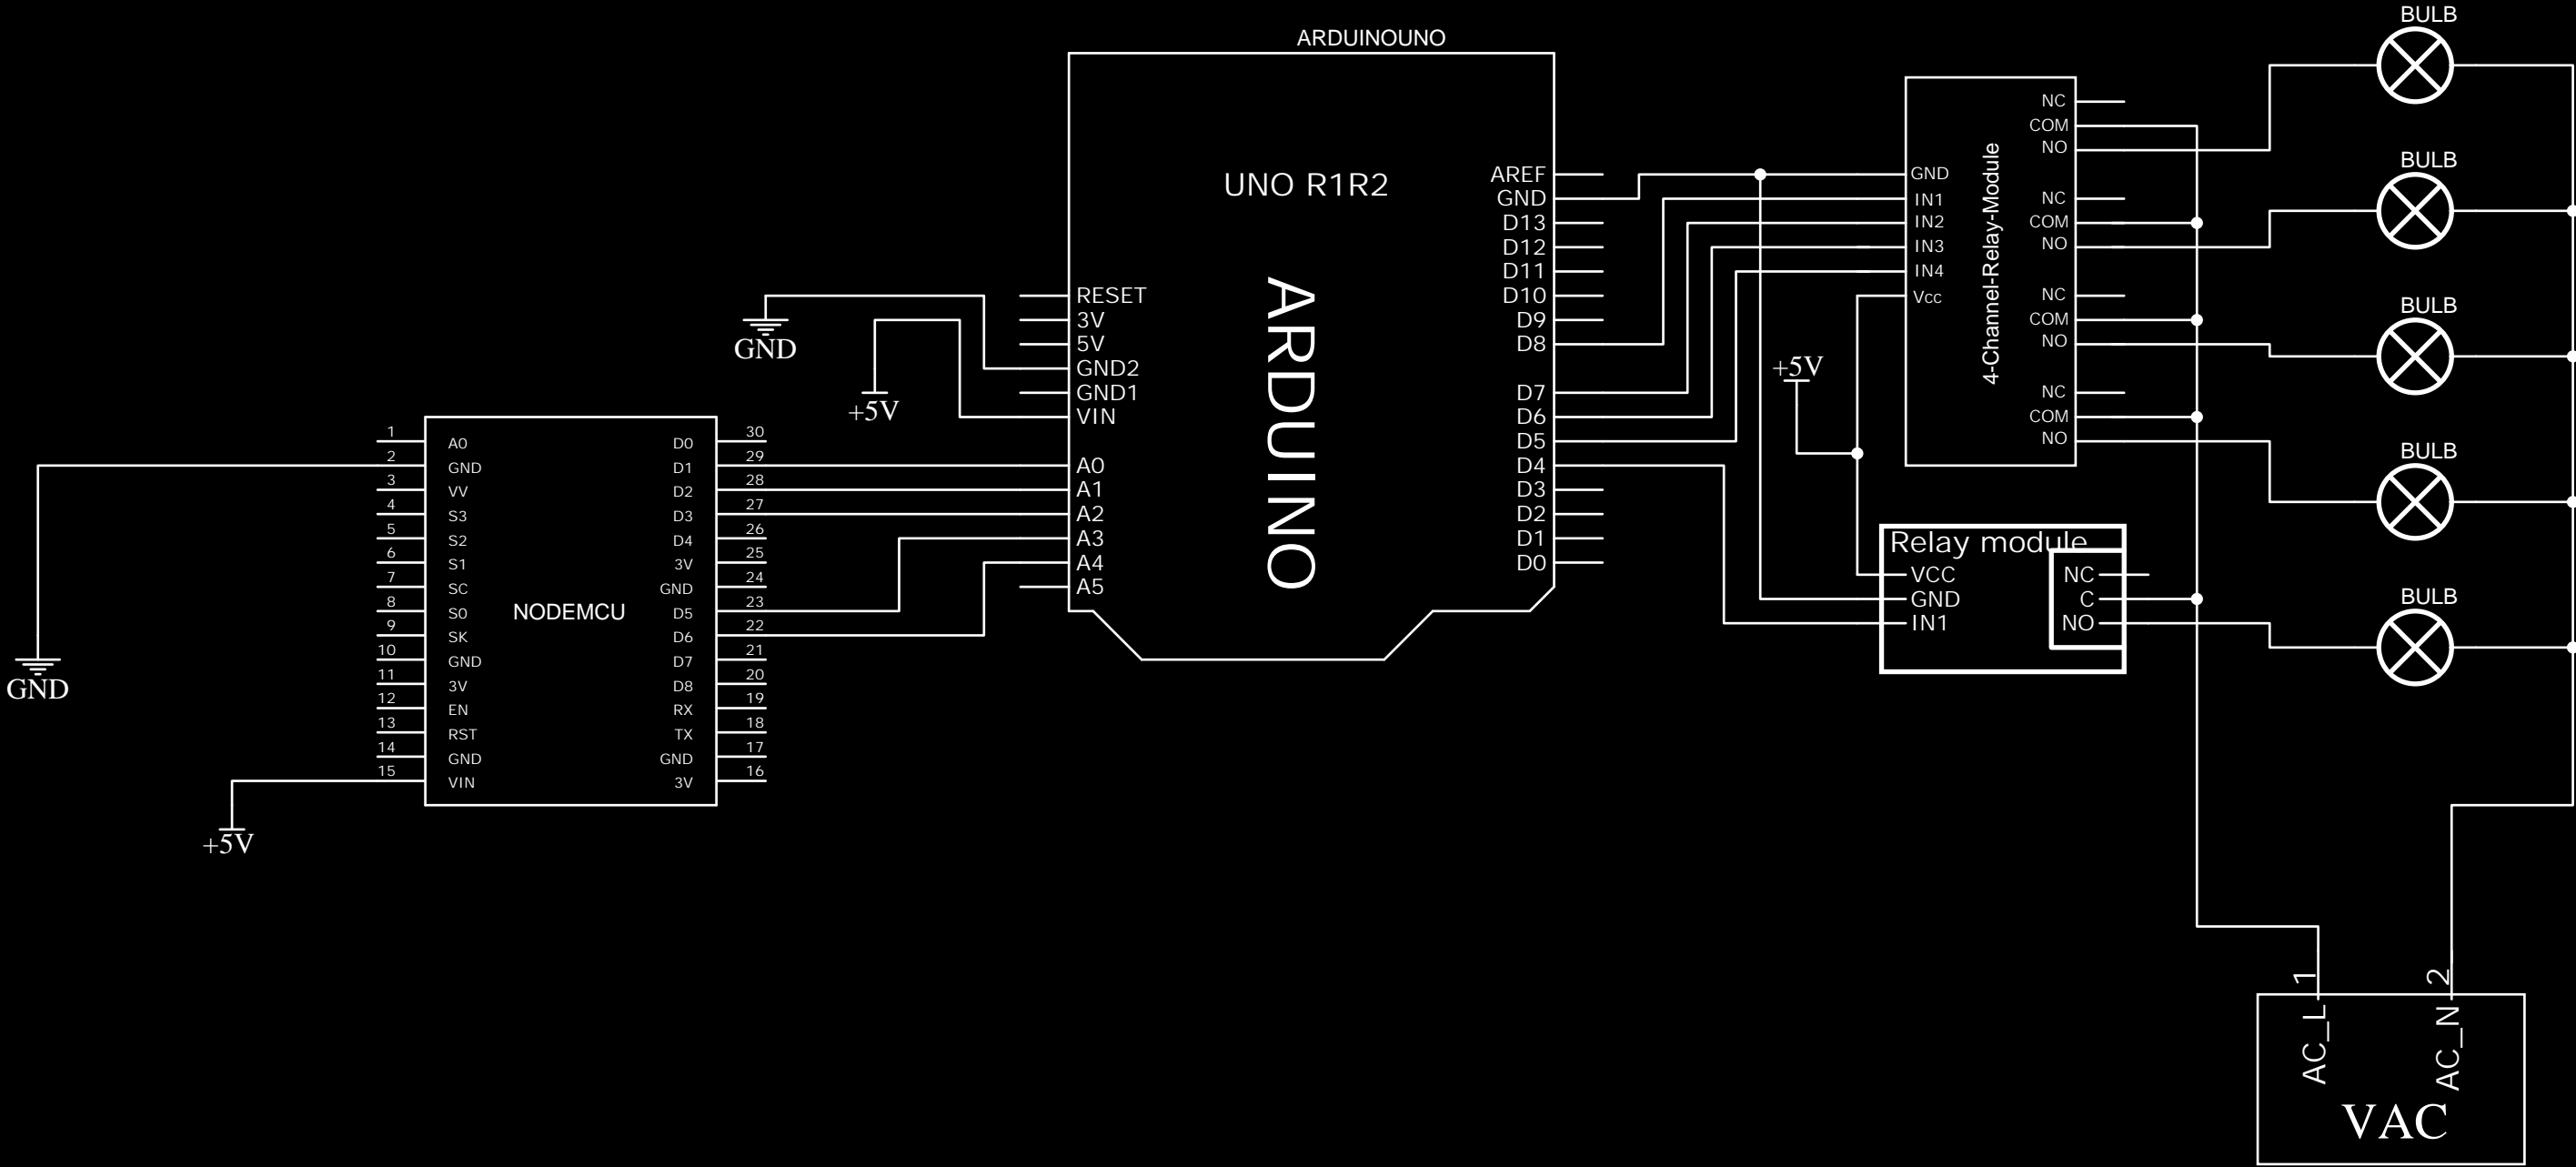 BULB
ARDUINOUNO
UNO R1R2
ARDUINO
RESET
3V
5V
GND2
GND1
VIN
A0
A1
A2
A3
A4
A5
AREF
GND
D13
D12
D11
D10
D9
D8
D7
D6
D5
D4
D3
D2
D1
D0
GND
+5V
NODEMCU
1 A0
2 GND
3 VV
4 S3
5 S2
6 S1
7 SC
8 S0
9 SK
10 GND
11 3V
12 EN
13 RST
14 GND
15 VIN
D0 30
D1 29
D2 28
D3 27
D4 26
3V 25
GND 24
D5 23
D6 22
D7 21
D8 20
RX 19
TX 18
GND 17
3V 16
GND
+5V
4-Channel-Relay-Module
GND
IN1
IN2
IN3
IN4
Vcc
NC
COM
NO
NC
COM
NO
NC
COM
NO
NC
COM
NO
+5V
Relay module
VCC
GND
IN1
NC
C
NO
BULB
BULB
BULB
BULB
1
2
AC_L
AC_N
VAC